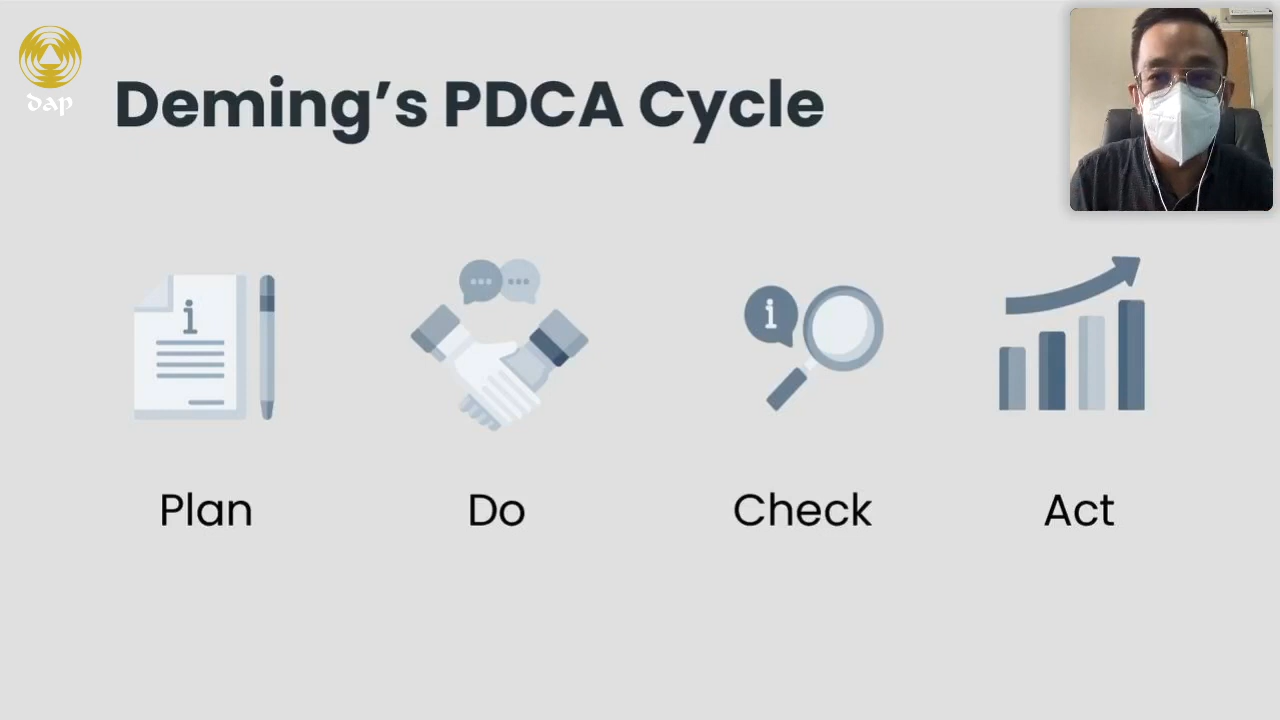 dap
Deming’s PDCA Cycle
i
i
Plan
Do
Check
Act